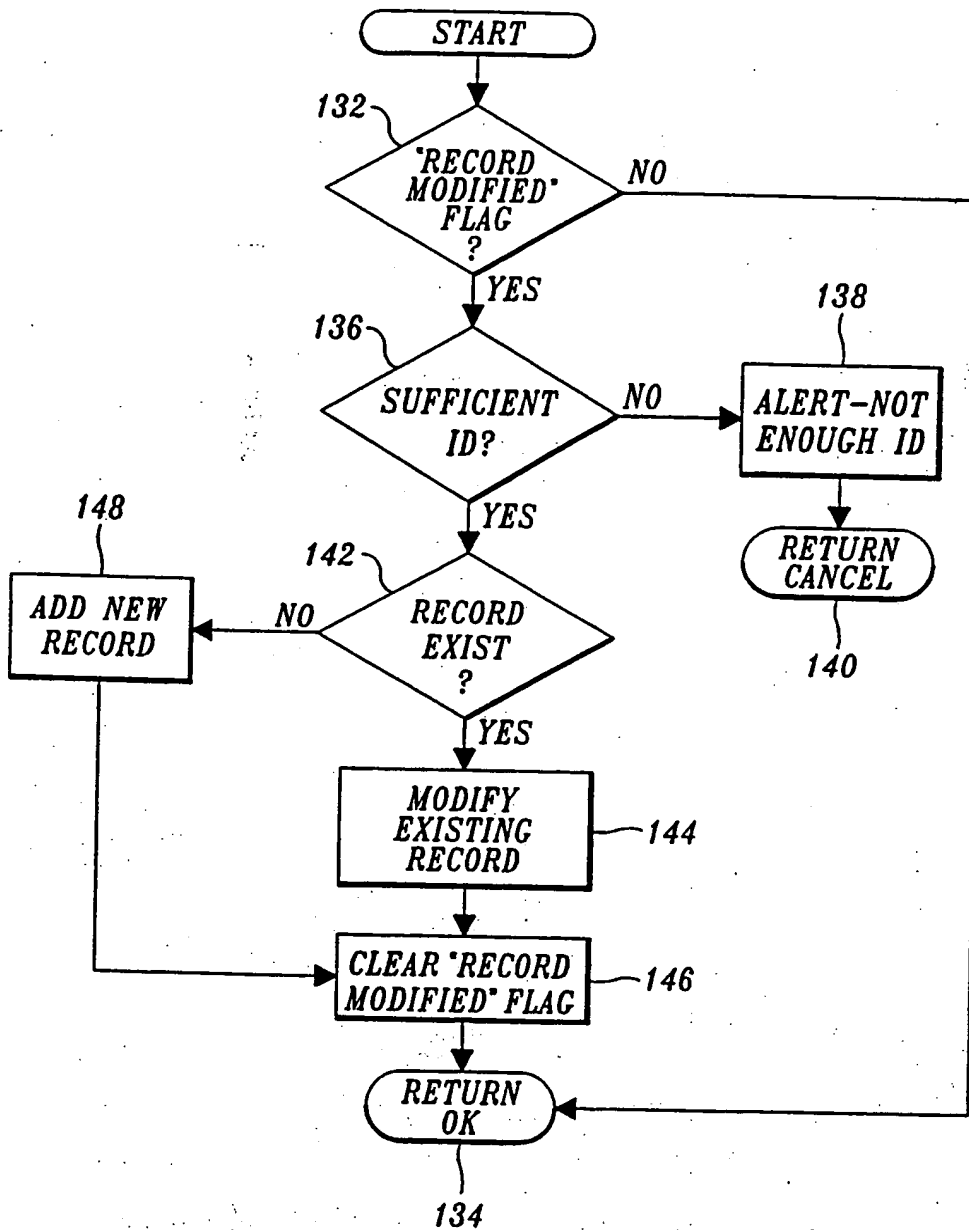 START
132
"RECORD
MODIFIED"
FLAG
?
NO
YES
136
SUFFICIENT
ID?
NO
138
ALERT-NOT
ENOUGH ID
YES
148
142
RETURN
CANCEL
140
ADD NEW
RECORD
NO
RECORD
EXIST
?
YES
MODIFY
EXISTING
RECORD
144
CLEAR "RECORD
MODIFIED" FLAG
146
RETURN
OK
134